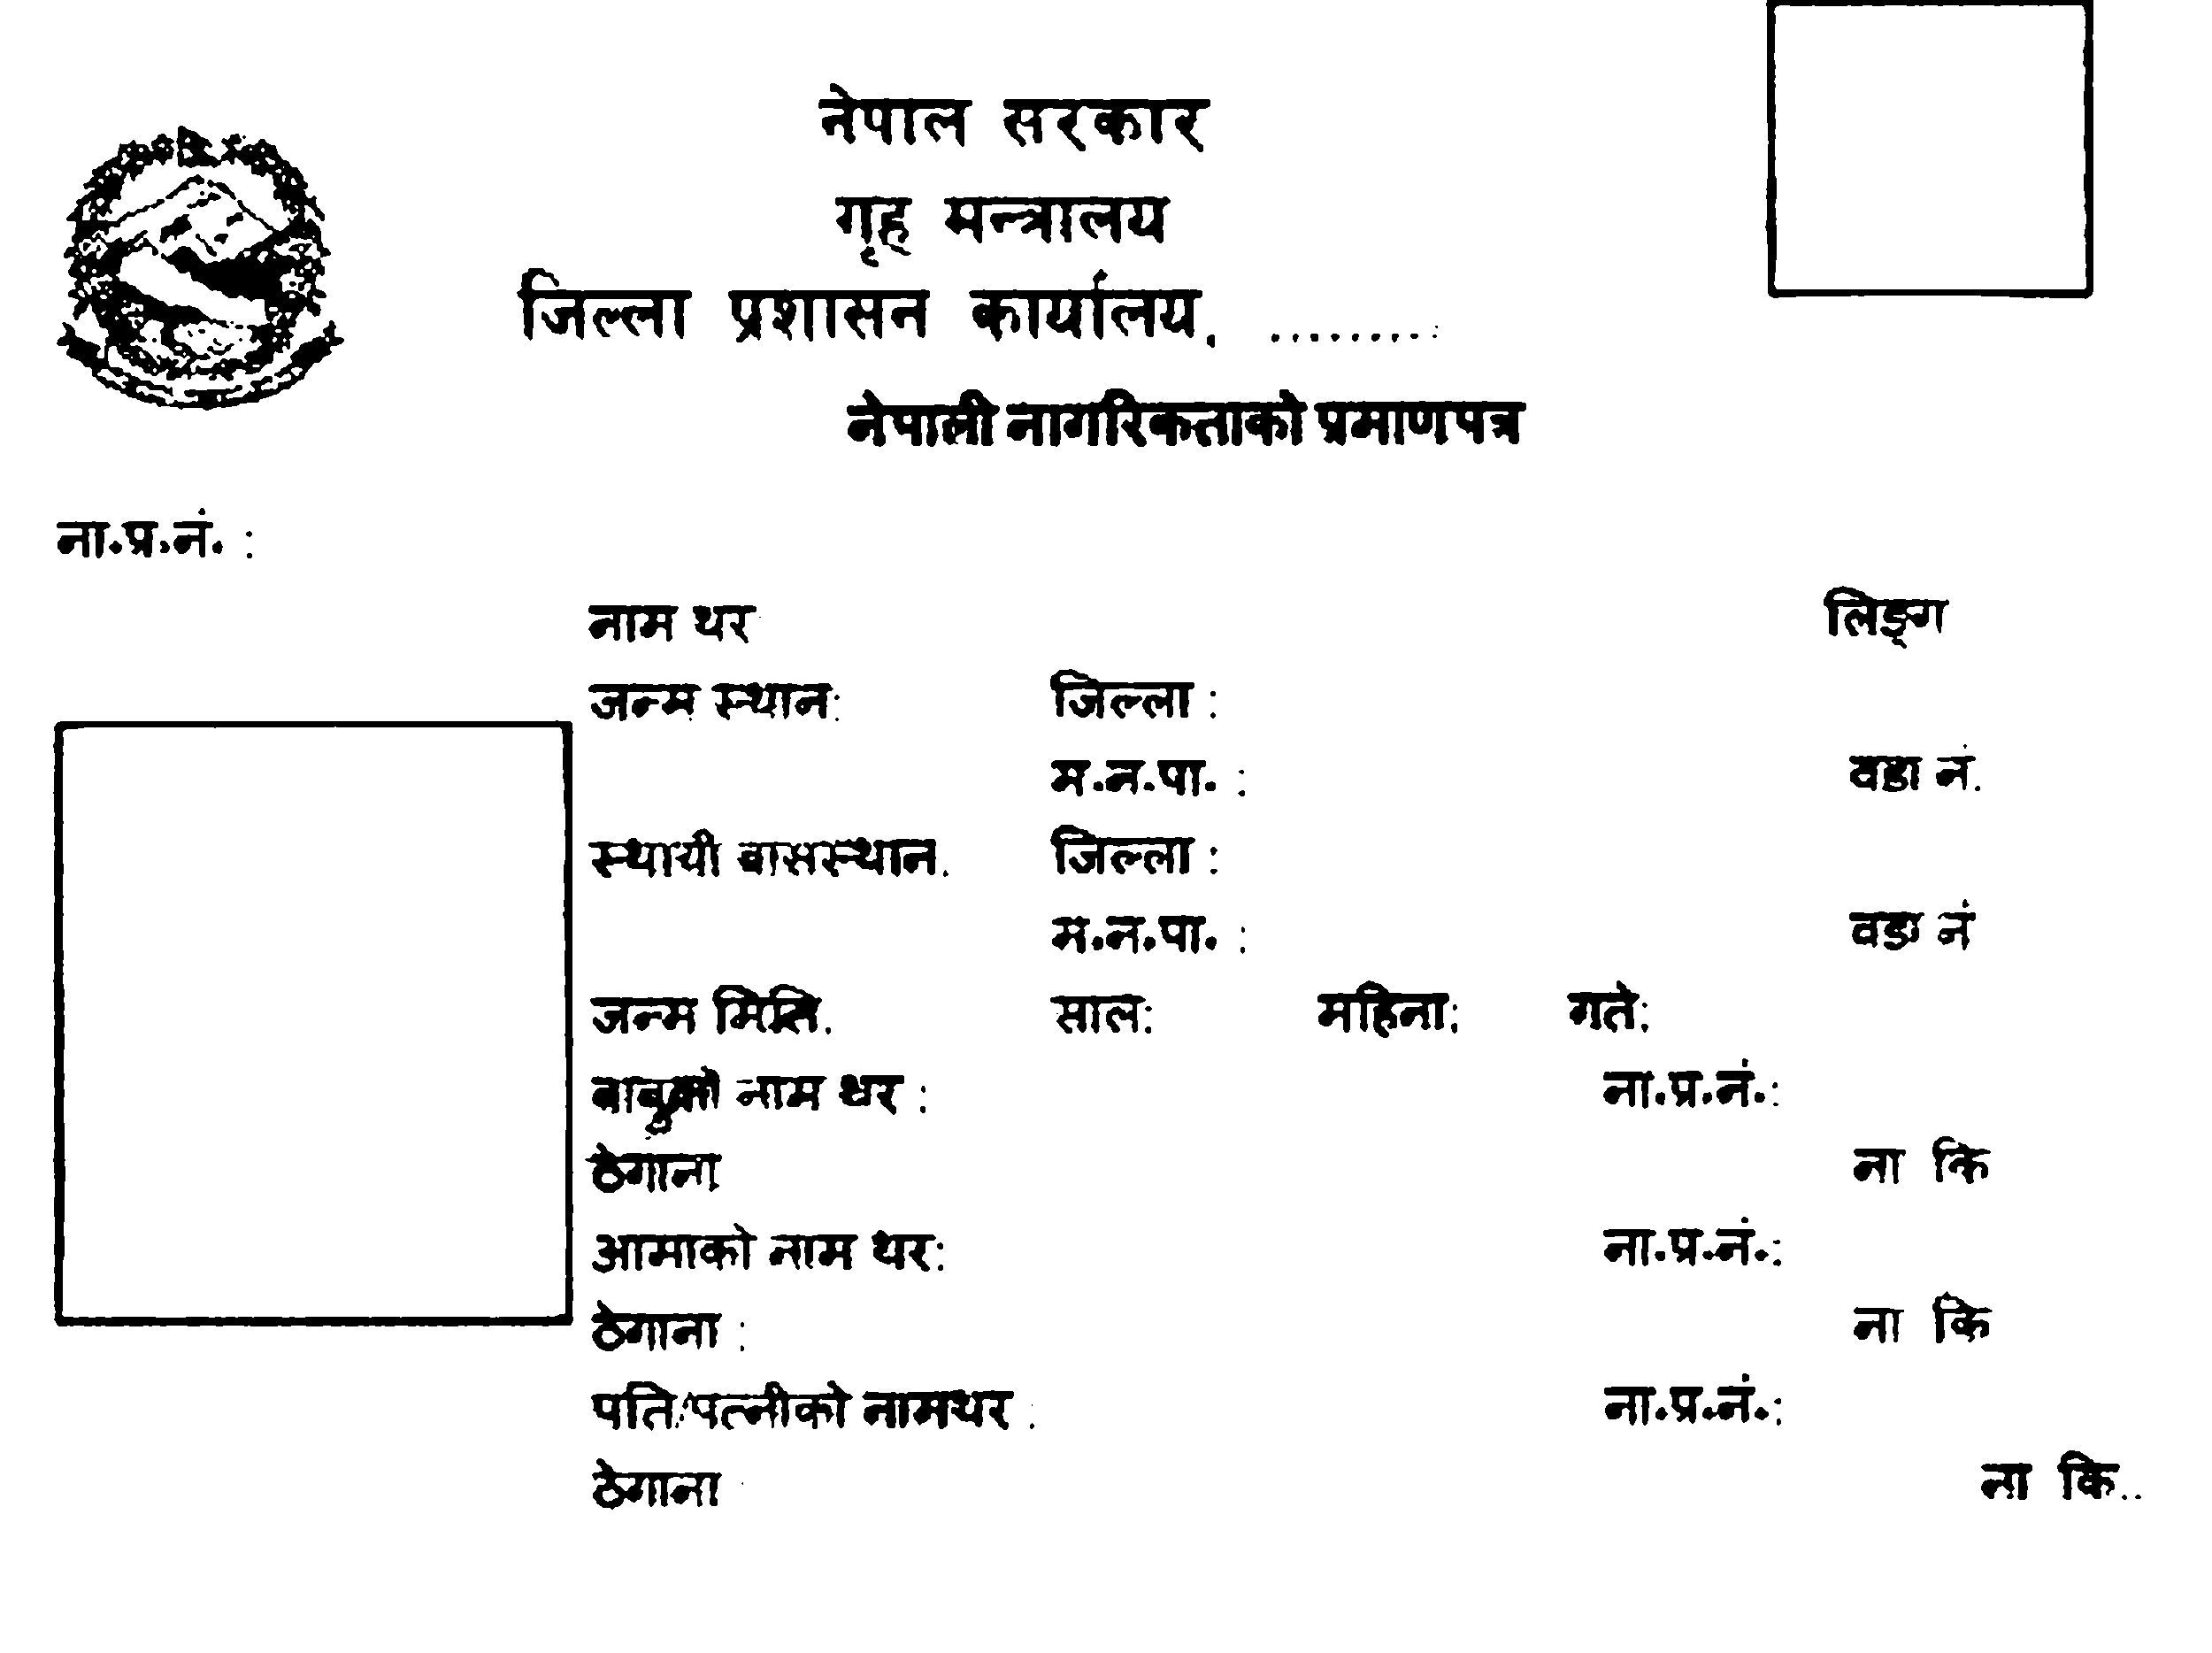 नेपाल सरकार
गृह मन्त्रालय
जिल्ला प्रशासन कार्यालय, .........
नेपाली नागरिकताको प्रमाणपत्र
ना.प्र.नं. :
नाम थर लिङ्ग
जन्म स्थान: जिल्ला :
म.न.पा. : वडा नं.
स्थायी बासस्थान. जिल्ला :
म.न.पा. : वडा नं
जन्म मिति. साल: महिना: गते:
बाबुको नाम थर : ना.प्र.नं.:
ठेगाना ना कि
आमाको नाम थर: ना.प्र.नं.:
ठेगाना : ना कि
पति/पत्नीको नामथर : ना.प्र.नं.:
ठेगाना ना कि..